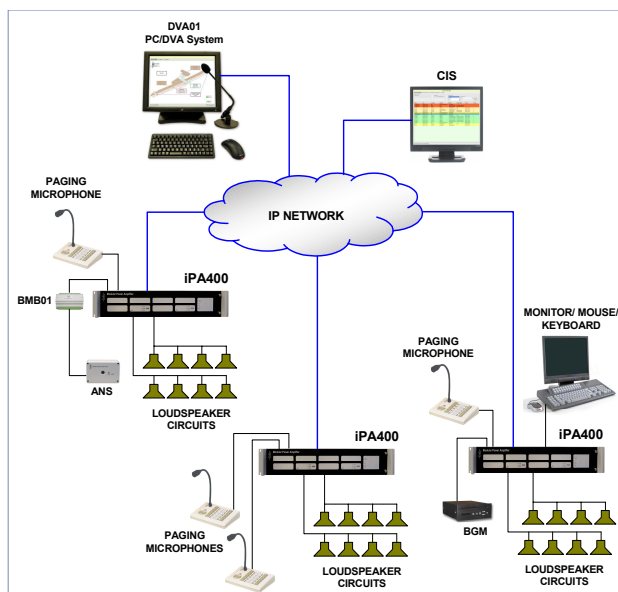 DVA01
PC/DVA System
CIS
PAGING
MICROPHONE
IP NETWORK
iPA400
BMB01
MONITOR/ MOUSE/
KEYBOARD
PAGING
MICROPHONE
ANS
LOUDSPEAKER
CIRCUITS
iPA400
iPA400
PAGING
MICROPHONES
BGM
LOUDSPEAKER
CIRCUITS
LOUDSPEAKER
CIRCUITS